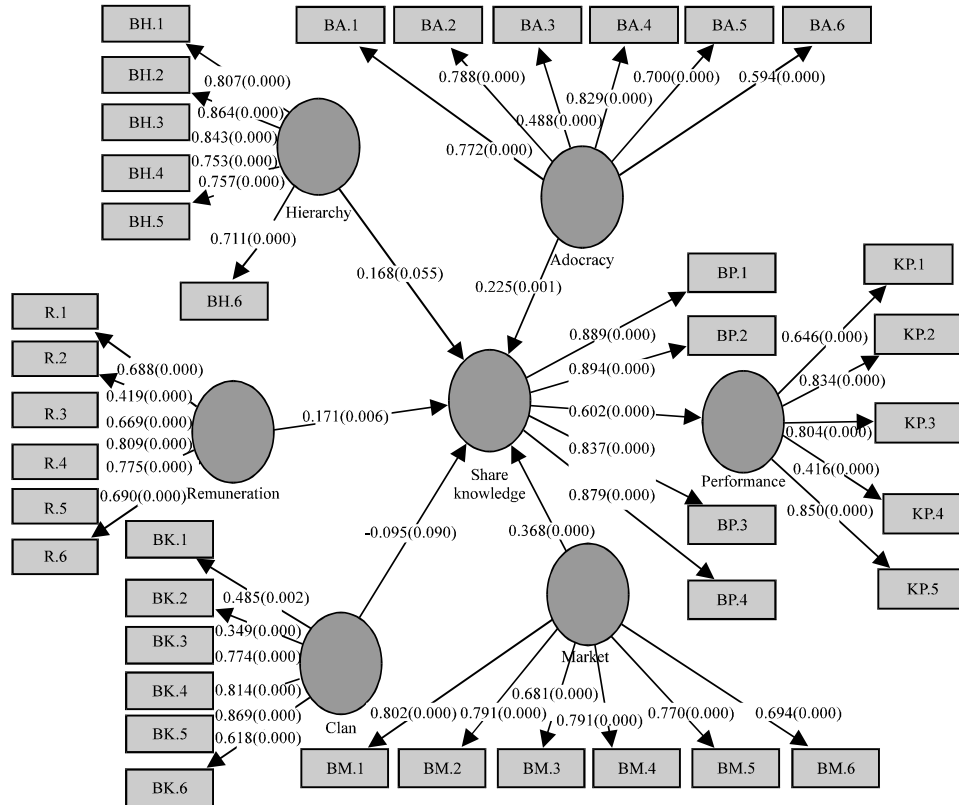 BH.1
BH.2
BH.3
BH.4
BH.5
BH.6
0.807(0.000)
0.864(0.000)
0.843(0.000)
0.753(0.000)
0.757(0.000)
0.711(0.000)
Hierarchy
0.168(0.055)
BA.1
BA.2
BA.3
BA.4
BA.5
BA.6
0.772(0.000)
0.788(0.000)
0.488(0.000)
0.829(0.000)
0.700(0.000)
0.594(0.000)
Adocracy
0.225(0.001)
R.1
R.2
R.3
R.4
R.5
R.6
0.688(0.000)
0.419(0.000)
0.669(0.000)
0.809(0.000)
0.775(0.000)
0.690(0.000)
Remuneration
0.171(0.006)
Share
knowledge
BP.1
BP.2
BP.3
BP.4
0.889(0.000)
0.894(0.000)
0.602(0.000)
0.837(0.000)
0.879(0.000)
Performance
KP.1
KP.2
KP.3
KP.4
KP.5
0.646(0.000)
0.834(0.000)
0.804(0.000)
0.416(0.000)
0.850(0.000)
BK.1
BK.2
BK.3
BK.4
BK.5
BK.6
0.485(0.002)
0.349(0.000)
0.774(0.000)
0.814(0.000)
0.869(0.000)
0.618(0.000)
Clan
-0.095(0.090)
0.368(0.000)
Market
0.802(0.000)
0.791(0.000)
0.681(0.000)
0.791(0.000)
0.770(0.000)
0.694(0.000)
BM.1
BM.2
BM.3
BM.4
BM.5
BM.6